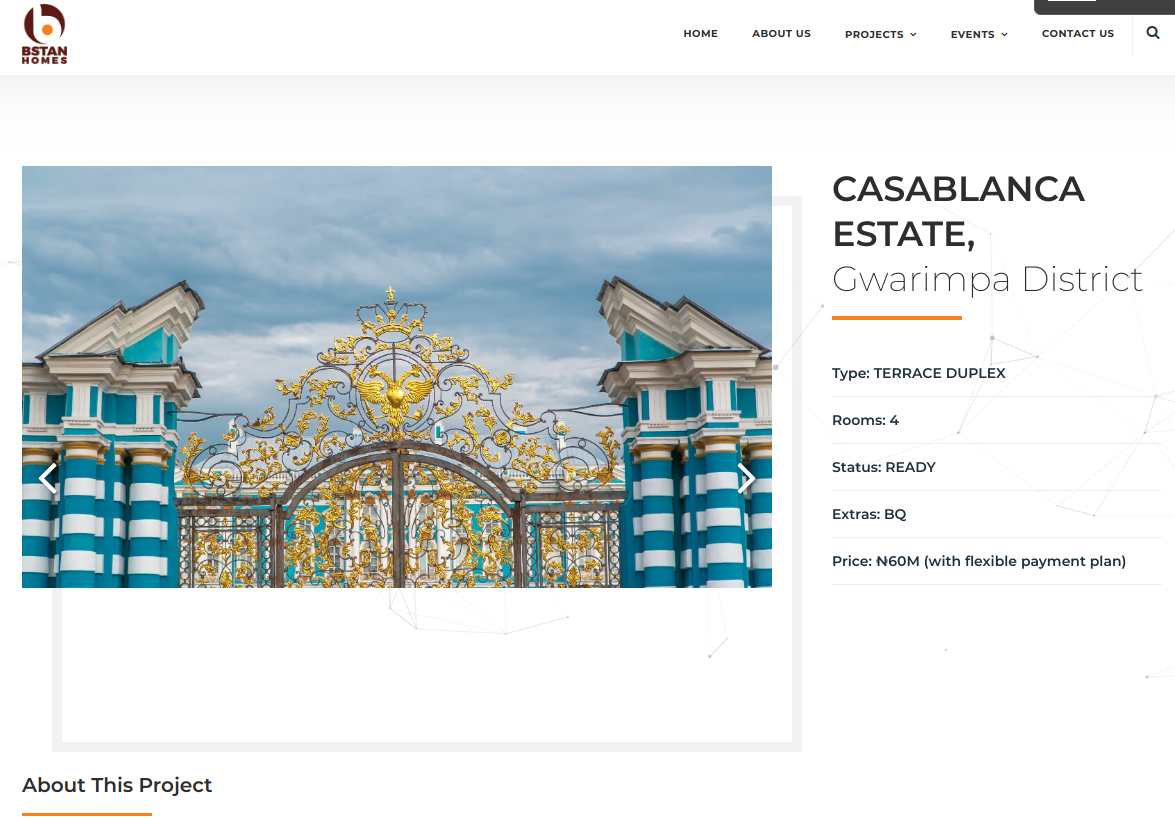 BSTAN
HOMES
HOME
ABOUT US
PROJECTS
EVENTS
CONTACT US
CASABLANCA
ESTATE,
Gwarimpa District
Type: TERRACE DUPLEX
Rooms: 4
Status: READY
Extras: BQ
Price: ₦60M (with flexible payment plan)
About This Project